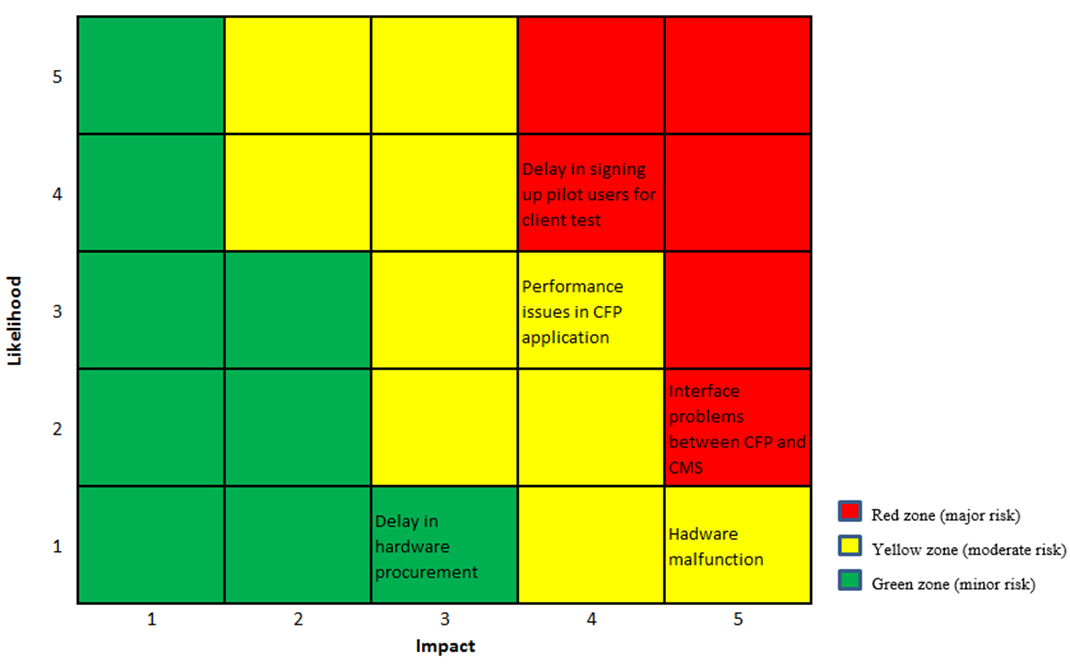 5
4
Delay in signing
up pilot users for
client test
Likelihood
3
Performance
issues in CFP
application
2
Interface
problems
between CFP and
CMS
1
Delay in
hardware
procurement
Hadware
malfunction
Red zone (major risk)
Yellow zone (moderate risk)
Green zone (minor risk)
1 2 3 4 5
Impact